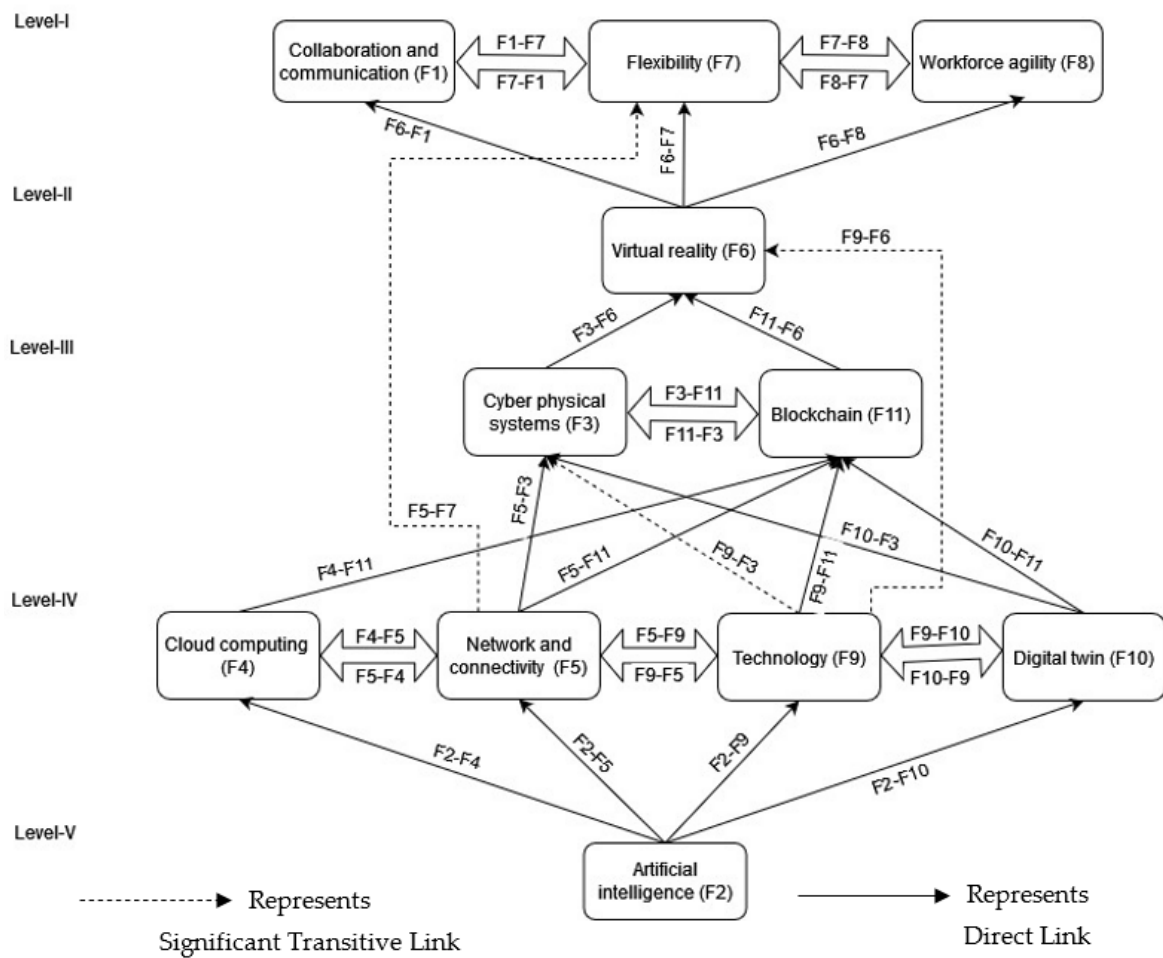 Level-I
Collaboration and
communication (F1)
F1-F7
F7-F1
Flexibility (F7)
F7-F8
F8-F7
Workforce agility (F8)
F6-F1
F6-F7
F6-F8
Level-II
Virtual reality (F6)
F9-F6
F3-F6
F11-F6
Level-III
Cyber physical
systems (F3)
F3-F11
F11-F3
Blockchain (F11)
F5-F7
F5-F3
F4-F11
F5-F11
F9-F3
F9-F11
F10-F3
F10-F11
Level-IV
Cloud computing
(F4)
F4-F5
F5-F4
Network and
connectivity (F5)
F5-F9
F9-F5
Technology (F9)
F9-F10
F10-F9
Digital twin (F10)
F2-F4
F2-F5
F2-F9
F2-F10
Level-V
Artificial
intelligence (F2)
Represents
Significant Transitive Link
Represents
Direct Link